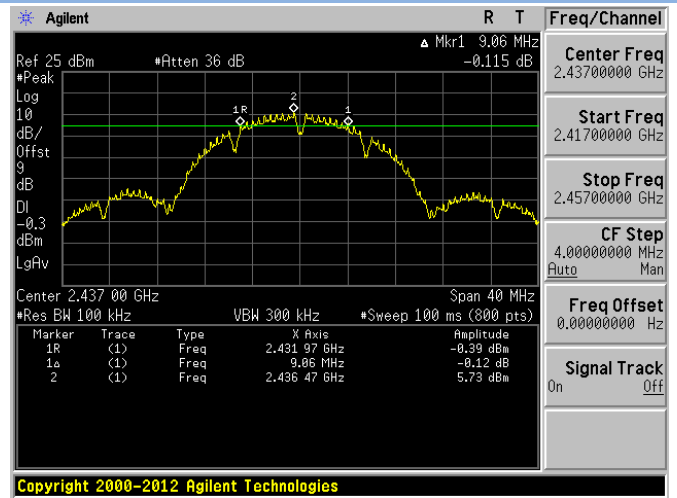 Agilent R T
Freq/Channel
Δ Mkr1 9.06 MHz
Ref 25 dBm #Atten 36 dB -0.115 dB
#Peak
Log
10
dB/
Offst
9
dB
DI
-0.3
dBm
LgAv
1R
2
1
Center 2.437 00 GHz Span 40 MHz
#Res BW 100 kHz VBW 300 kHz #Sweep 100 ms (800 pts)
Marker Trace Type X Axis Amplitude
1R (1) Freq 2.431 97 GHz -0.39 dBm
1Δ (1) Freq 9.06 MHz -0.12 dB
2 (1) Freq 2.436 47 GHz 5.73 dBm
Center Freq
2.43700000 GHz
Start Freq
2.41700000 GHz
Stop Freq
2.45700000 GHz
CF Step
4.00000000 MHz
Auto Man
Freq Offset
0.00000000 Hz
Signal Track
On Off
Copyright 2000-2012 Agilent Technologies